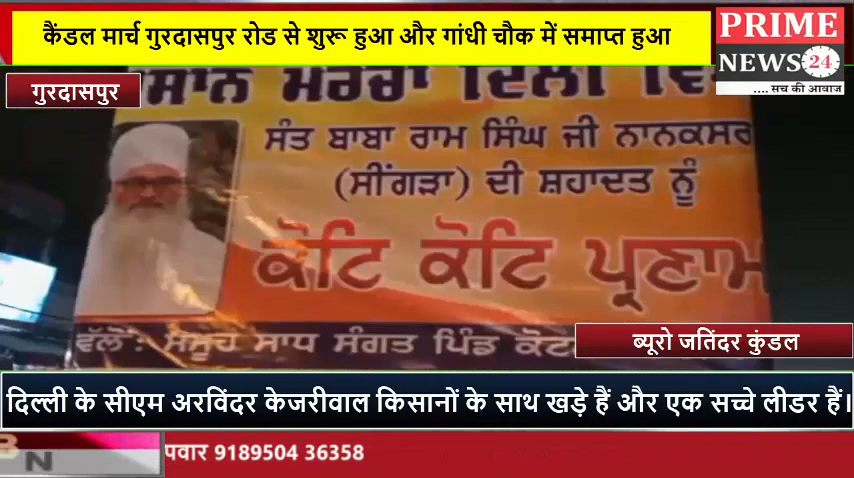 कैंडल मार्च गुरदासपुर रोड से शुरू हुआ और गांधी चौक में समाप्त हुआ
PRIME
NEWS 24
.... सच की आवाज
गुरदासपुर
ਮੋਰਚਾ ਦਿੱਲੀ
ਸੰਤ ਬਾਬਾ ਰਾਮ ਸਿੰਘ ਜੀ ਨਾਨਕਸਰ
(ਸੀਂਗੜਾ) ਦੀ ਸ਼ਹਾਦਤ ਨੂੰ
ਕੋਟਿ ਕੋਟਿ ਪ੍ਰਣਾਮ
ਵੱਲੋਂ: ਸਮੂਹ ਸਾਧ ਸੰਗਤ ਪਿੰਡ
ब्यूरो जतिंदर कुंडल
दिल्ली के सीएम अरविंदर केजरीवाल किसानों के साथ खड़े हैं और एक सच्चे लीडर हैं।
N
पवार 9189504 36358